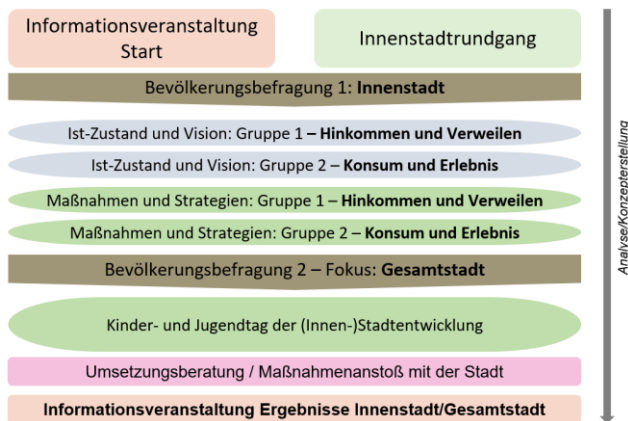 Informationsveranstaltung
Start
Innenstadtrundgang
Bevölkerungsbefragung 1: Innenstadt
Ist-Zustand und Vision: Gruppe 1 – Hinkommen und Verweilen
Ist-Zustand und Vision: Gruppe 2 – Konsum und Erlebnis
Maßnahmen und Strategien: Gruppe 1 – Hinkommen und Verweilen
Maßnahmen und Strategien: Gruppe 2 – Konsum und Erlebnis
Bevölkerungsbefragung 2 – Fokus: Gesamtstadt
Kinder- und Jugendtag der (Innen-)Stadtentwicklung
Umsetzungsberatung / Maßnahmenanstoß mit der Stadt
Informationsveranstaltung Ergebnisse Innenstadt/Gesamtstadt
Analyse/Konzepterstellung